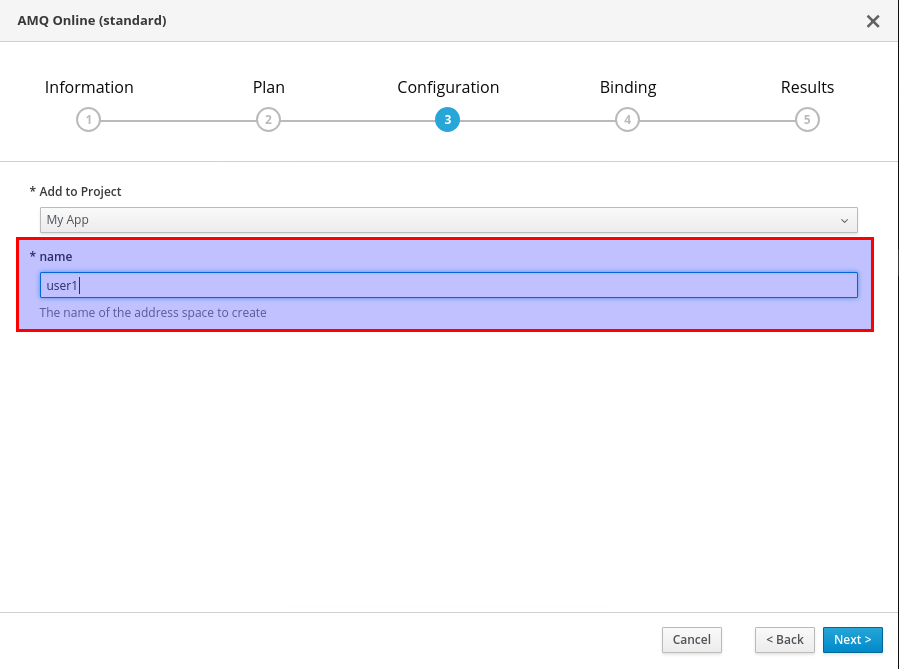 AMQ Online (standard)
Information Plan Configuration Binding Results
1 2 3 4 5
* Add to Project
My App
* name
user1
The name of the address space to create
Cancel < Back Next >